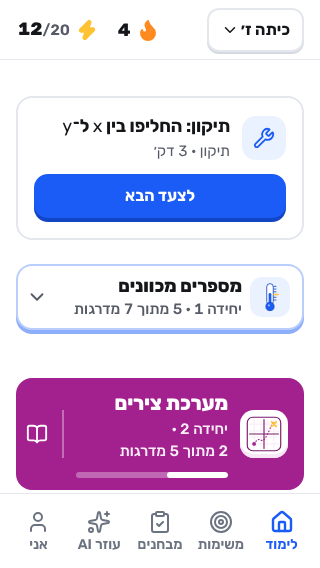 כיתה ז׳
4
12/20
תיקון: החליפו בין x ל־y
תיקון • 3 דק׳
לצעד הבא
מספרים מכוונים
יחידה 1 • 5 מתוך 7 מדרגות
מערכת צירים
יחידה 2 •
2 מתוך 5 מדרגות
לימוד
משימות
מבחנים
עוזר AI
אני